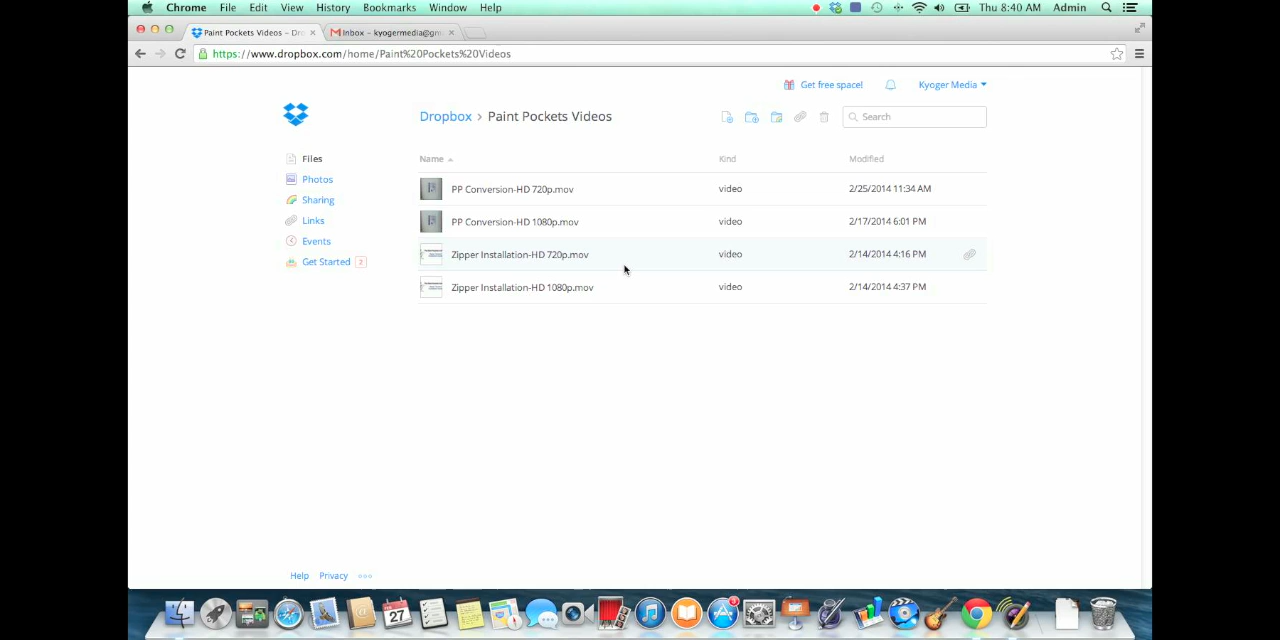 Chrome File Edit View History Bookmarks Window Help Thu 8:40 AM Admin
Paint Pockets Videos – Dro Inbox – kyogermedia@gm
https://www.dropbox.com/home/Paint%20Pockets%20Videos
Get free space! Kyoger Media
Dropbox › Paint Pockets Videos Search
Files
Photos
Sharing
Links
Events
Get Started 2
Name Kind Modified
PP Conversion-HD 720p.mov video 2/25/2014 11:34 AM
PP Conversion-HD 1080p.mov video 2/17/2014 6:01 PM
Zipper Installation-HD 720p.mov video 2/14/2014 4:16 PM
Zipper Installation-HD 1080p.mov video 2/14/2014 4:37 PM
Help Privacy
27